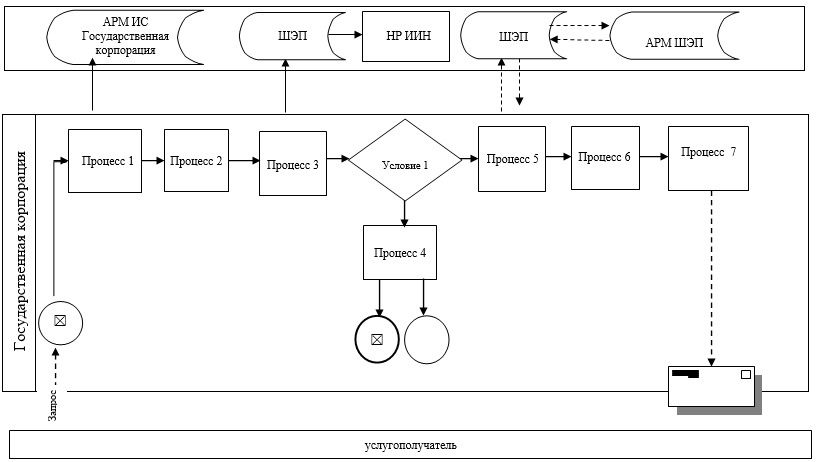 АРМ ИС
Государственная
корпорация
ШЭП
НР ИИН
ШЭП
АРМ ШЭП
Государственная корпорация
Процесс 1
Процесс 2
Процесс 3
Условие 1
Процесс 5
Процесс 6
Процесс 7
Процесс 4
Запрос
услугополучатель